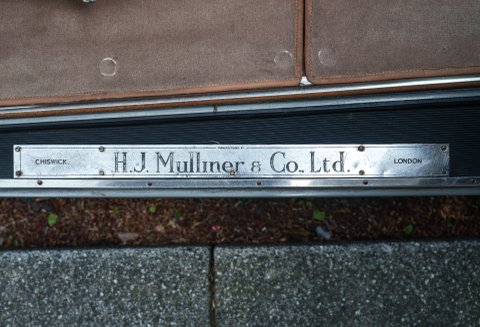 CHISWICK. H.J. Mulliner & Co., Ltd. LONDON